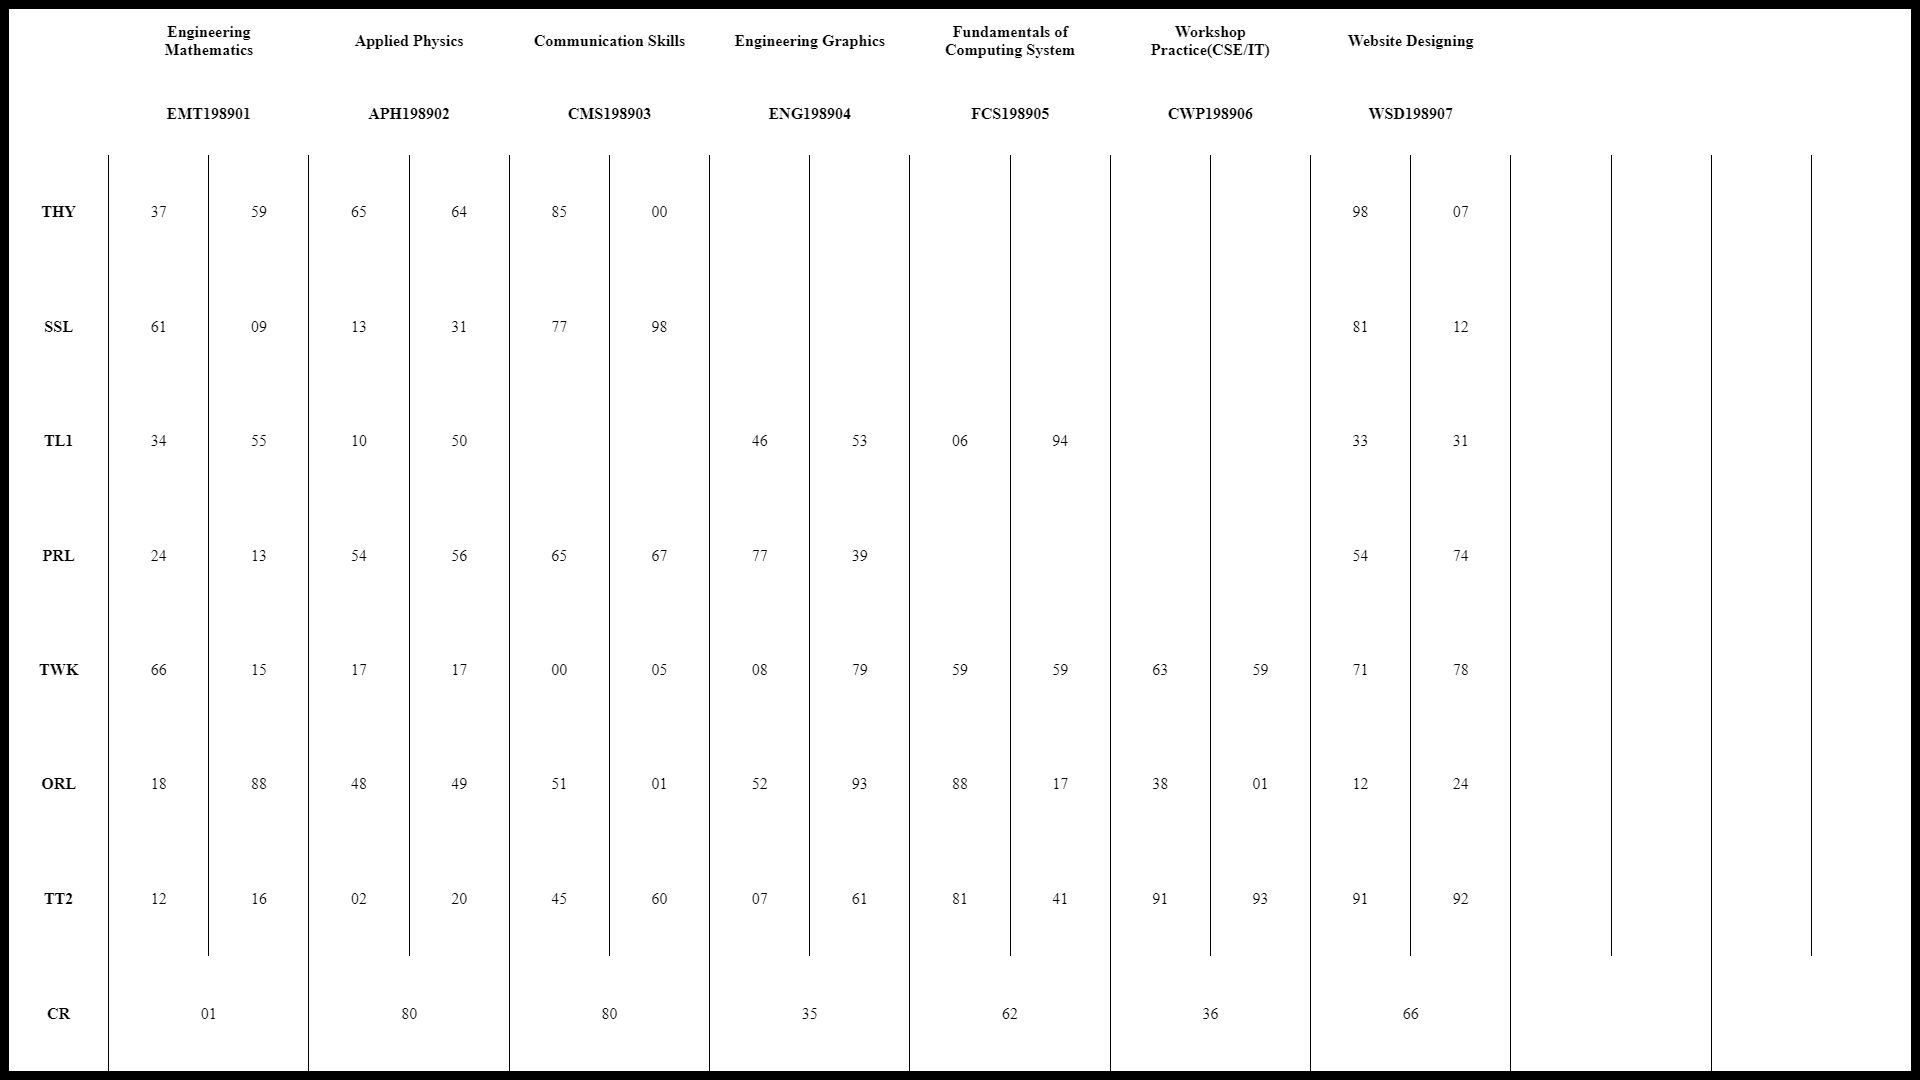 Engineering Mathematics Applied Physics Communication Skills Engineering Graphics Fundamentals of Computing System Workshop Practice(CSE/IT) Website Designing
EMT198901 APH198902 CMS198903 ENG198904 FCS198905 CWP198906 WSD198907
THY 37 59 65 64 85 00 98 07
SSL 61 09 13 31 77 98 81 12
TL1 34 55 10 50 46 53 06 94 33 31
PRL 24 13 54 56 65 67 77 39 54 74
TWK 66 15 17 17 00 05 08 79 59 59 63 59 71 78
ORL 18 88 48 49 51 01 52 93 88 17 38 01 12 24
TT2 12 16 02 20 45 60 07 61 81 41 91 93 91 92
CR 01 80 80 35 62 36 66